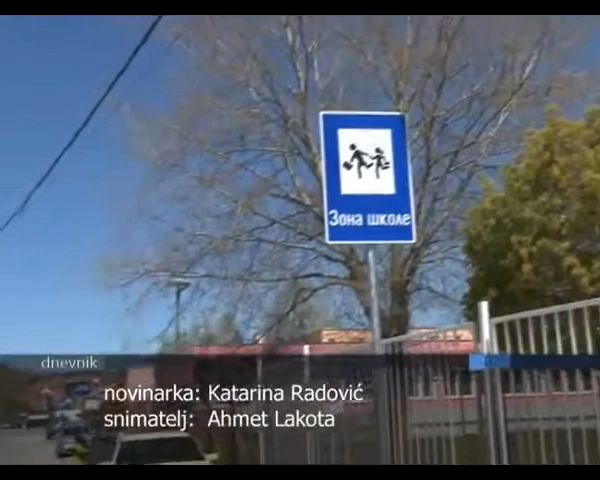 Зона школе
dnevnik
novinarka: Katarina Radović
snimatelj: Ahmet Lakota